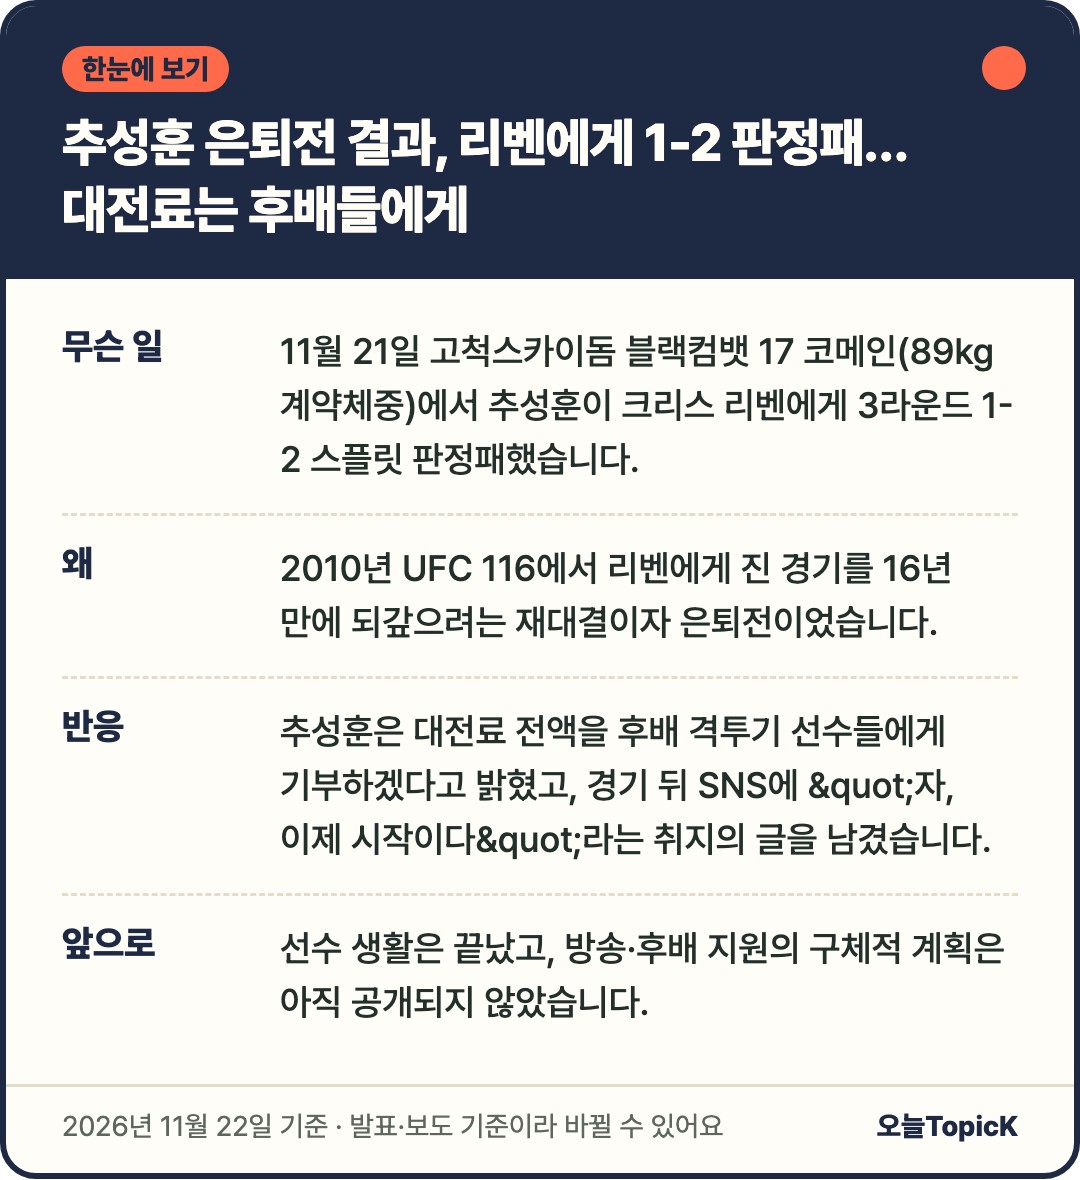 한눈에 보기
추성훈 은퇴전 결과, 리벤에게 1-2 판정패…
대전료는 후배들에게
무슨 일
11월 21일 고척스카이돔 블랙컴뱃 17 코메인(89kg
계약체중)에서 추성훈이 크리스 리벤에게 3라운드 1-
2 스플릿 판정패했습니다.
왜
2010년 UFC 116에서 리벤에게 진 경기를 16년
만에 되갚으려는 재대결이자 은퇴전이었습니다.
반응
추성훈은 대전료 전액을 후배 격투기 선수들에게
기부하겠다고 밝혔고, 경기 뒤 SNS에 &quot;자,
이제 시작이다&quot;라는 취지의 글을 남겼습니다.
앞으로
선수 생활은 끝났고, 방송·후배 지원의 구체적 계획은
아직 공개되지 않았습니다.
2026년 11월 22일 기준 · 발표·보도 기준이라 바뀔 수 있어요
오늘TopicK